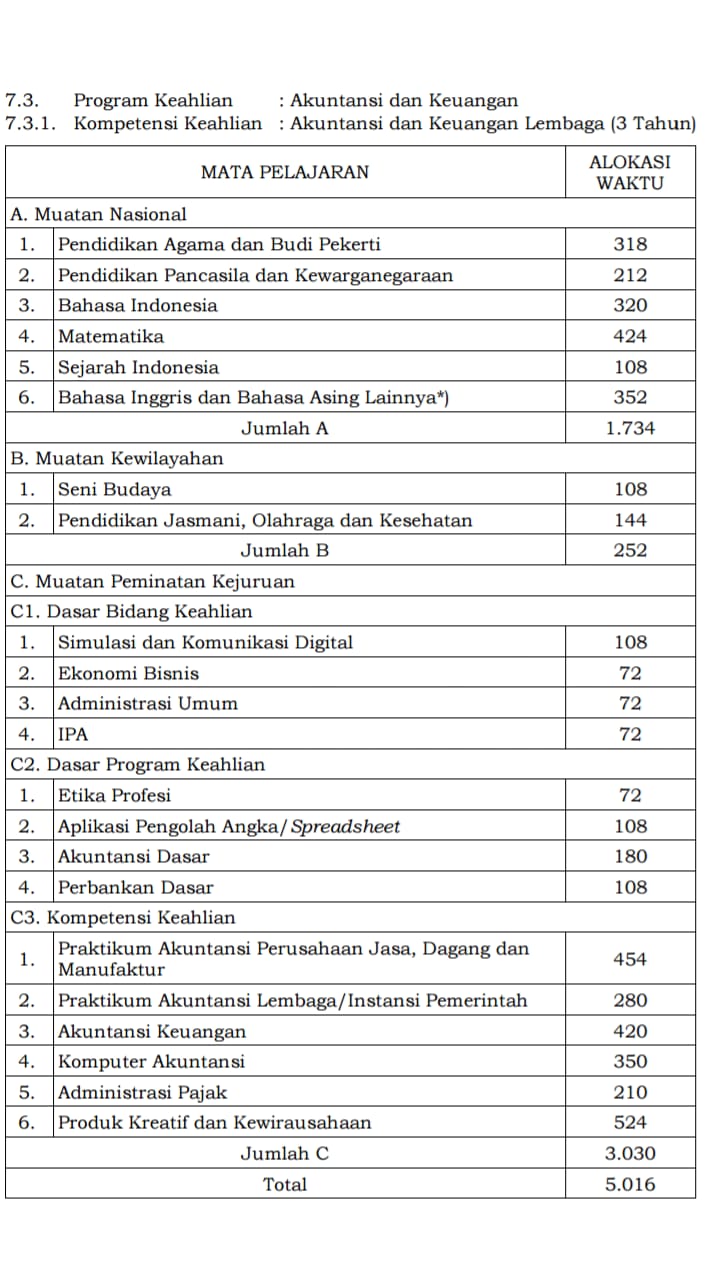 7.3. Program Keahlian : Akuntansi dan Keuangan
7.3.1. Kompetensi Keahlian : Akuntansi dan Keuangan Lembaga (3 Tahun)
MATA PELAJARAN ALOKASI WAKTU
A. Muatan Nasional
1. Pendidikan Agama dan Budi Pekerti 318
2. Pendidikan Pancasila dan Kewarganegaraan 212
3. Bahasa Indonesia 320
4. Matematika 424
5. Sejarah Indonesia 108
6. Bahasa Inggris dan Bahasa Asing Lainnya*) 352
Jumlah A 1.734
B. Muatan Kewilayahan
1. Seni Budaya 108
2. Pendidikan Jasmani, Olahraga dan Kesehatan 144
Jumlah B 252
C. Muatan Peminatan Kejuruan
C1. Dasar Bidang Keahlian
1. Simulasi dan Komunikasi Digital 108
2. Ekonomi Bisnis 72
3. Administrasi Umum 72
4. IPA 72
C2. Dasar Program Keahlian
1. Etika Profesi 72
2. Aplikasi Pengolah Angka/Spreadsheet 108
3. Akuntansi Dasar 180
4. Perbankan Dasar 108
C3. Kompetensi Keahlian
1. Praktikum Akuntansi Perusahaan Jasa, Dagang dan
Manufaktur 454
2. Praktikum Akuntansi Lembaga/Instansi Pemerintah 280
3. Akuntansi Keuangan 420
4. Komputer Akuntansi 350
5. Administrasi Pajak 210
6. Produk Kreatif dan Kewirausahaan 524
Jumlah C 3.030
Total 5.016